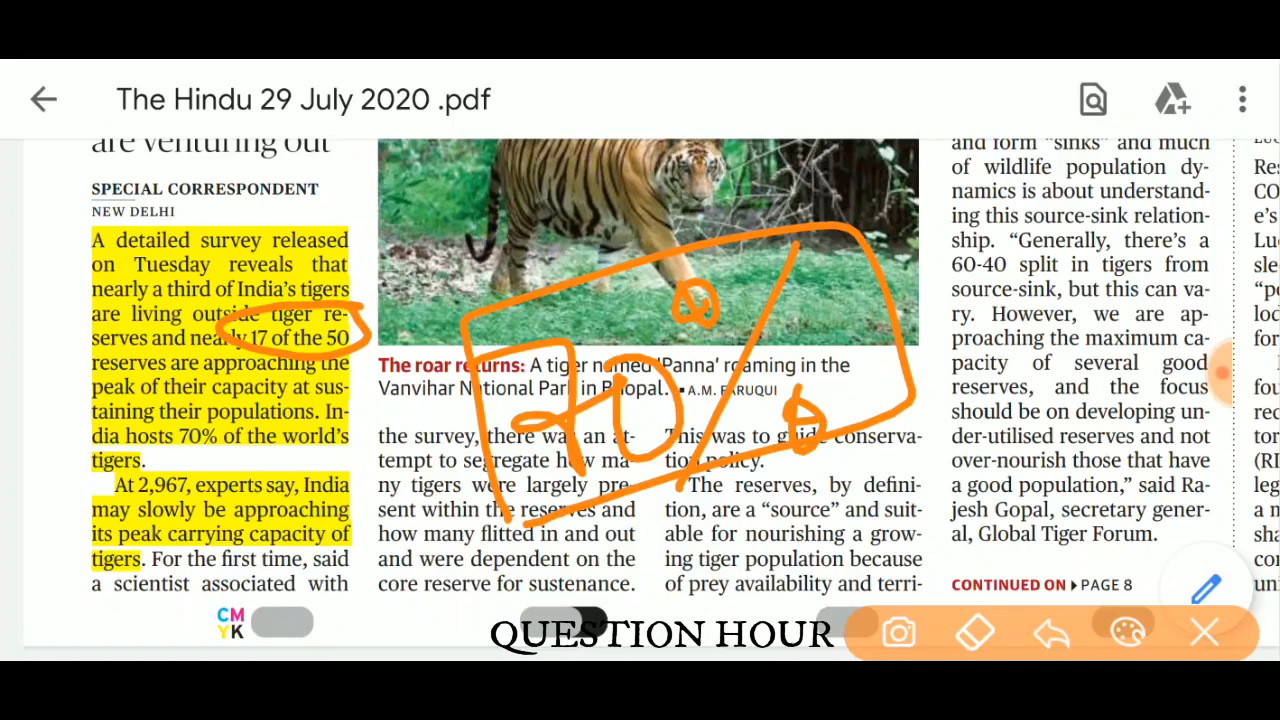 The Hindu 29 July 2020 .pdf
are venturing out
SPECIAL CORRESPONDENT
NEW DELHI
A detailed survey released
on Tuesday reveals that
nearly a third of India's tigers
are living outside tiger re-
serves and nearly 17 of the 50
reserves are approaching the
peak of their capacity at sus-
taining their populations. In-
dia hosts 70% of the world's
tigers.
At 2,967, experts say, India
may slowly be approaching
its peak carrying capacity of
tigers. For the first time, said
a scientist associated with
The roar returns: A tiger named 'Panna' roaming in the
Vanvihar National Park in Bhopal. A.M. FARUQUI
the survey, there was an at-
tempt to segregate how ma-
ny tigers were largely pre-
sent within the reserves and
how many flitted in and out
and were dependent on the
core reserve for sustenance.
This was to guide conserva-
tion policy.
The reserves, by defini-
tion, are a "source" and suit-
able for nourishing a grow-
ing tiger population because
of prey availability and terri-
and form "sinks" and much
of wildlife population dy-
namics is about understand-
ing this source-sink relation-
ship. "Generally, there's a
60-40 split in tigers from
source-sink, but this can va-
ry. However, we are ap-
proaching the maximum ca-
pacity of several good
reserves, and the focus
should be on developing un-
der-utilised reserves and not
over-nourish those that have
a good population," said Ra-
jesh Gopal, secretary gener-
al, Global Tiger Forum.
CONTINUED ON PAGE 8
CM
YK
QUESTION HOUR